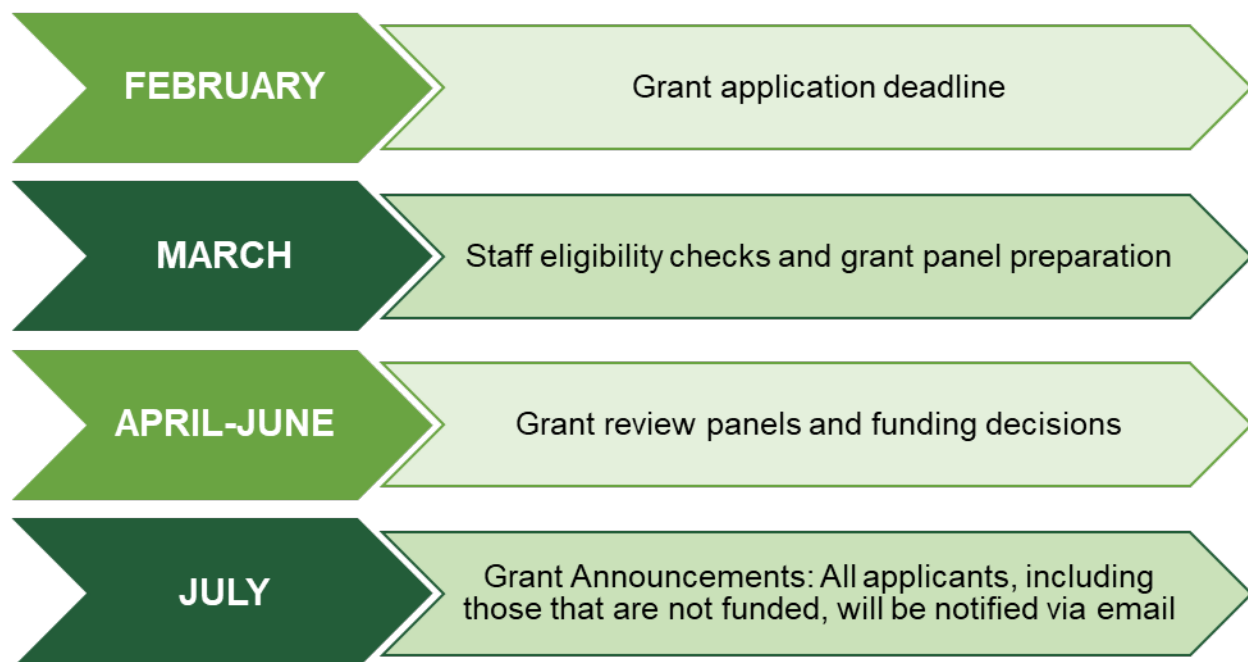 FEBRUARY
Grant application deadline
MARCH
Staff eligibility checks and grant panel preparation
APRIL-JUNE
Grant review panels and funding decisions
JULY
Grant Announcements: All applicants, including
those that are not funded, will be notified via email